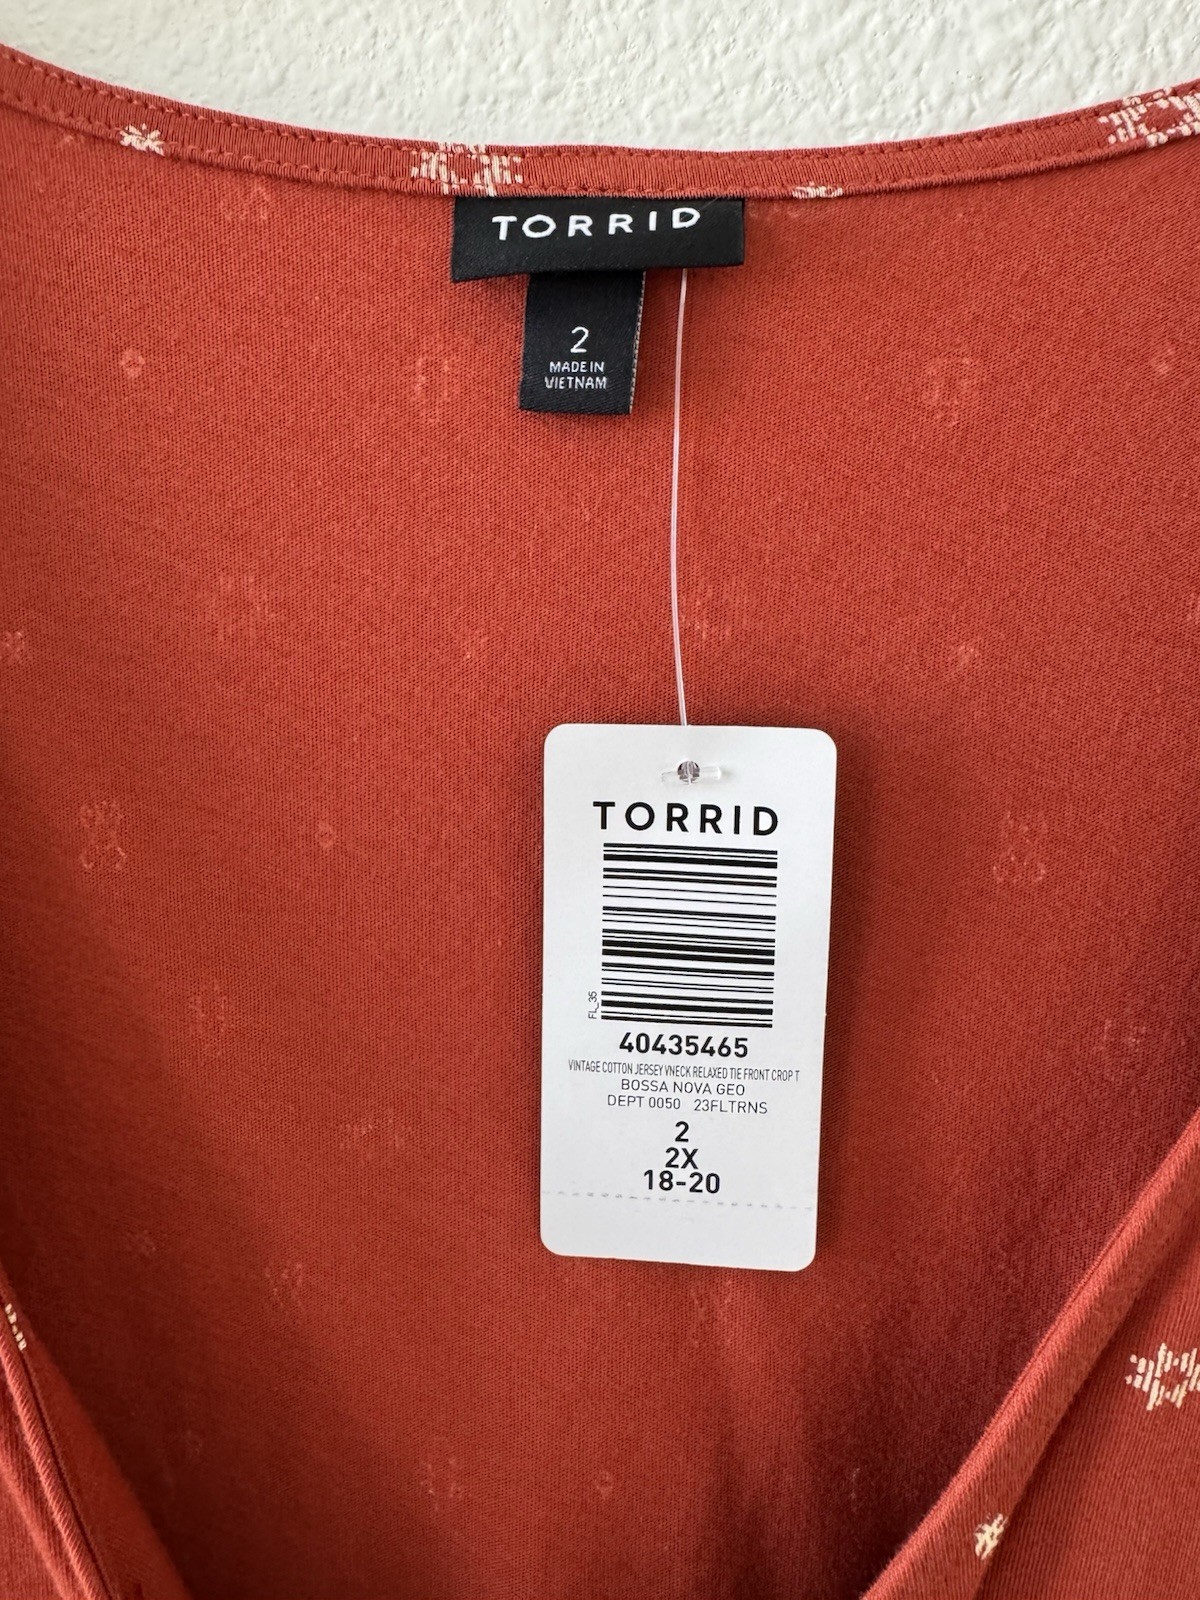 TORRID
2
MADE IN
VIETNAM
TORRID
FL_35
40435465
VINTAGE COTTON JERSEY VNECK RELAXED TIE FRONT CROP T
BOSSA NOVA GEO
DEPT 0050 23FLTRNS
2
2X
18-20